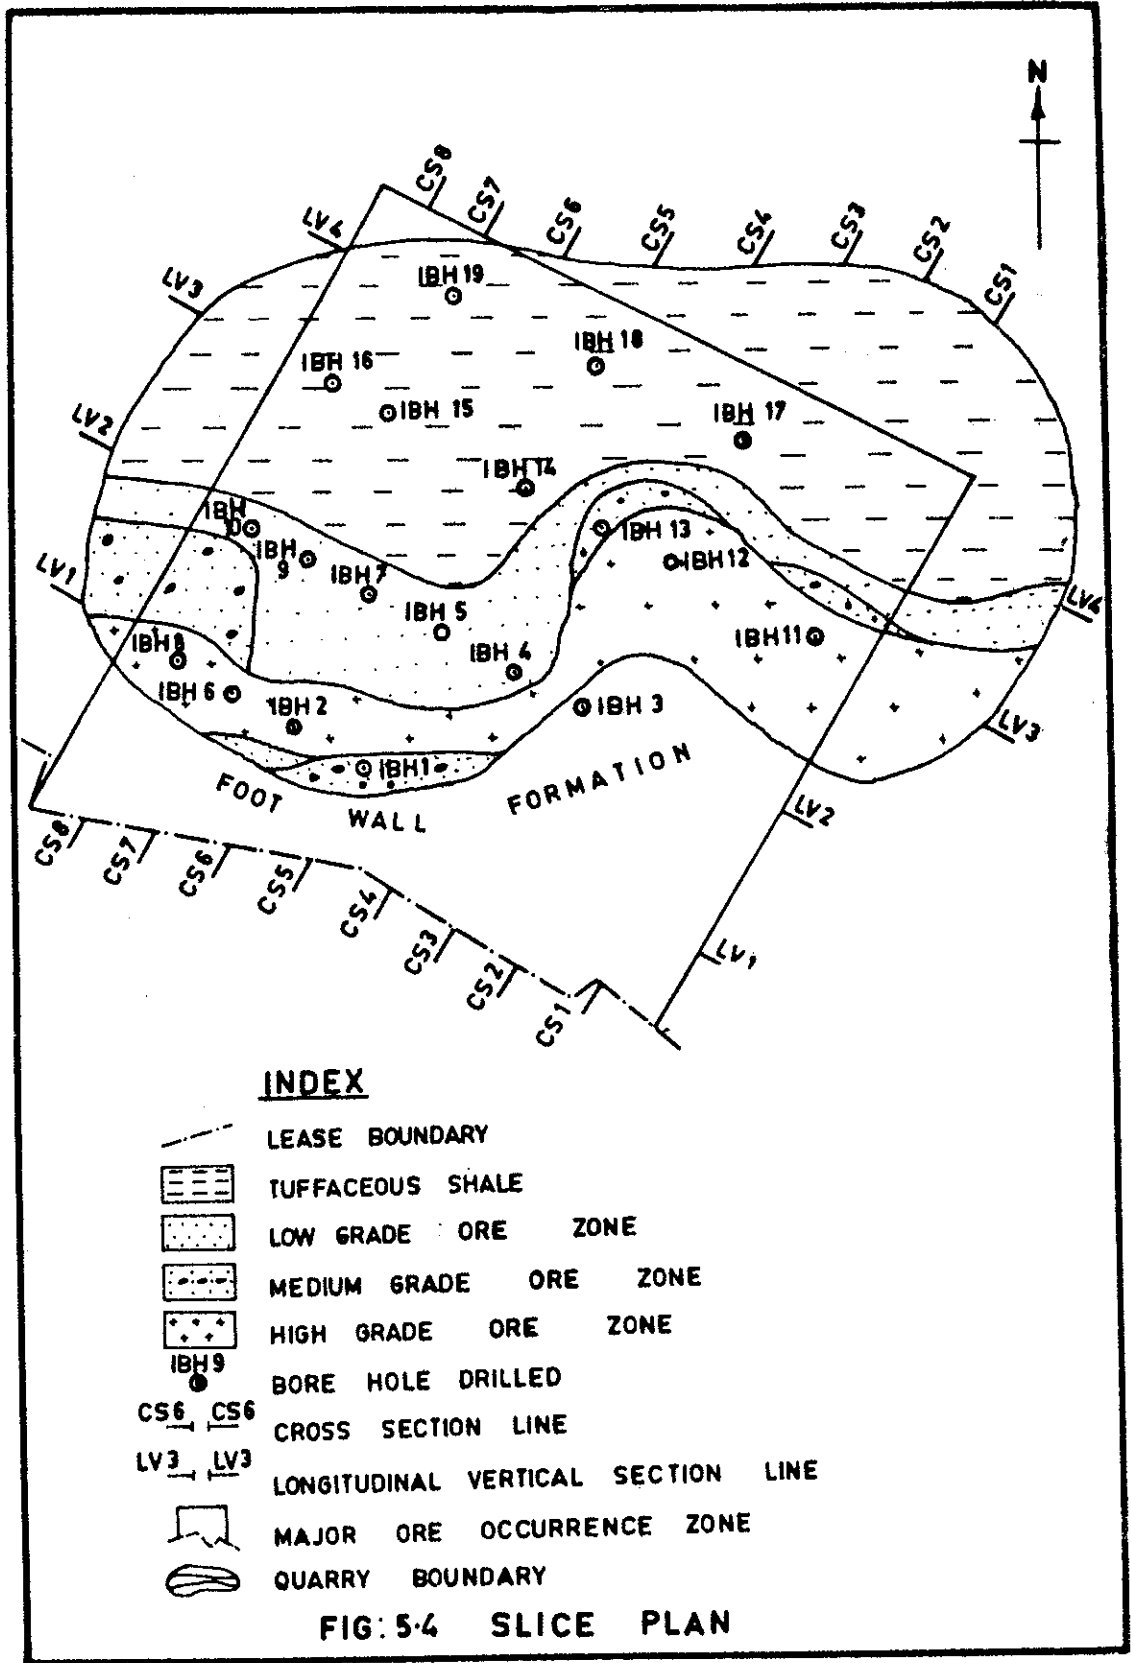 N
CS8
CS7
CS6
CS5
CS4
CS3
CS2
CS1
LV4
LV3
LV2
LV1
IBH 19
IBH 18
IBH 16
IBH 15
IBH 17
IBH 14
IBH
10
IBH
9
IBH 7
IBH 13
IBH 12
IBH 5
IBH 4
IBH 11
IBH 8
IBH 6
IBH 2
IBH 3
IBH 1
LV4
LV3
LV2
LV1
FOOT WALL FORMATION
CS8
CS7
CS6
CS5
CS4
CS3
CS2
CS1
INDEX
LEASE BOUNDARY
TUFFACEOUS SHALE
LOW GRADE ORE ZONE
MEDIUM GRADE ORE ZONE
HIGH GRADE ORE ZONE
IBH 9
BORE HOLE DRILLED
CS6 CS6
CROSS SECTION LINE
LV3 LV3
LONGITUDINAL VERTICAL SECTION LINE
MAJOR ORE OCCURRENCE ZONE
QUARRY BOUNDARY
FIG: 5·4 SLICE PLAN